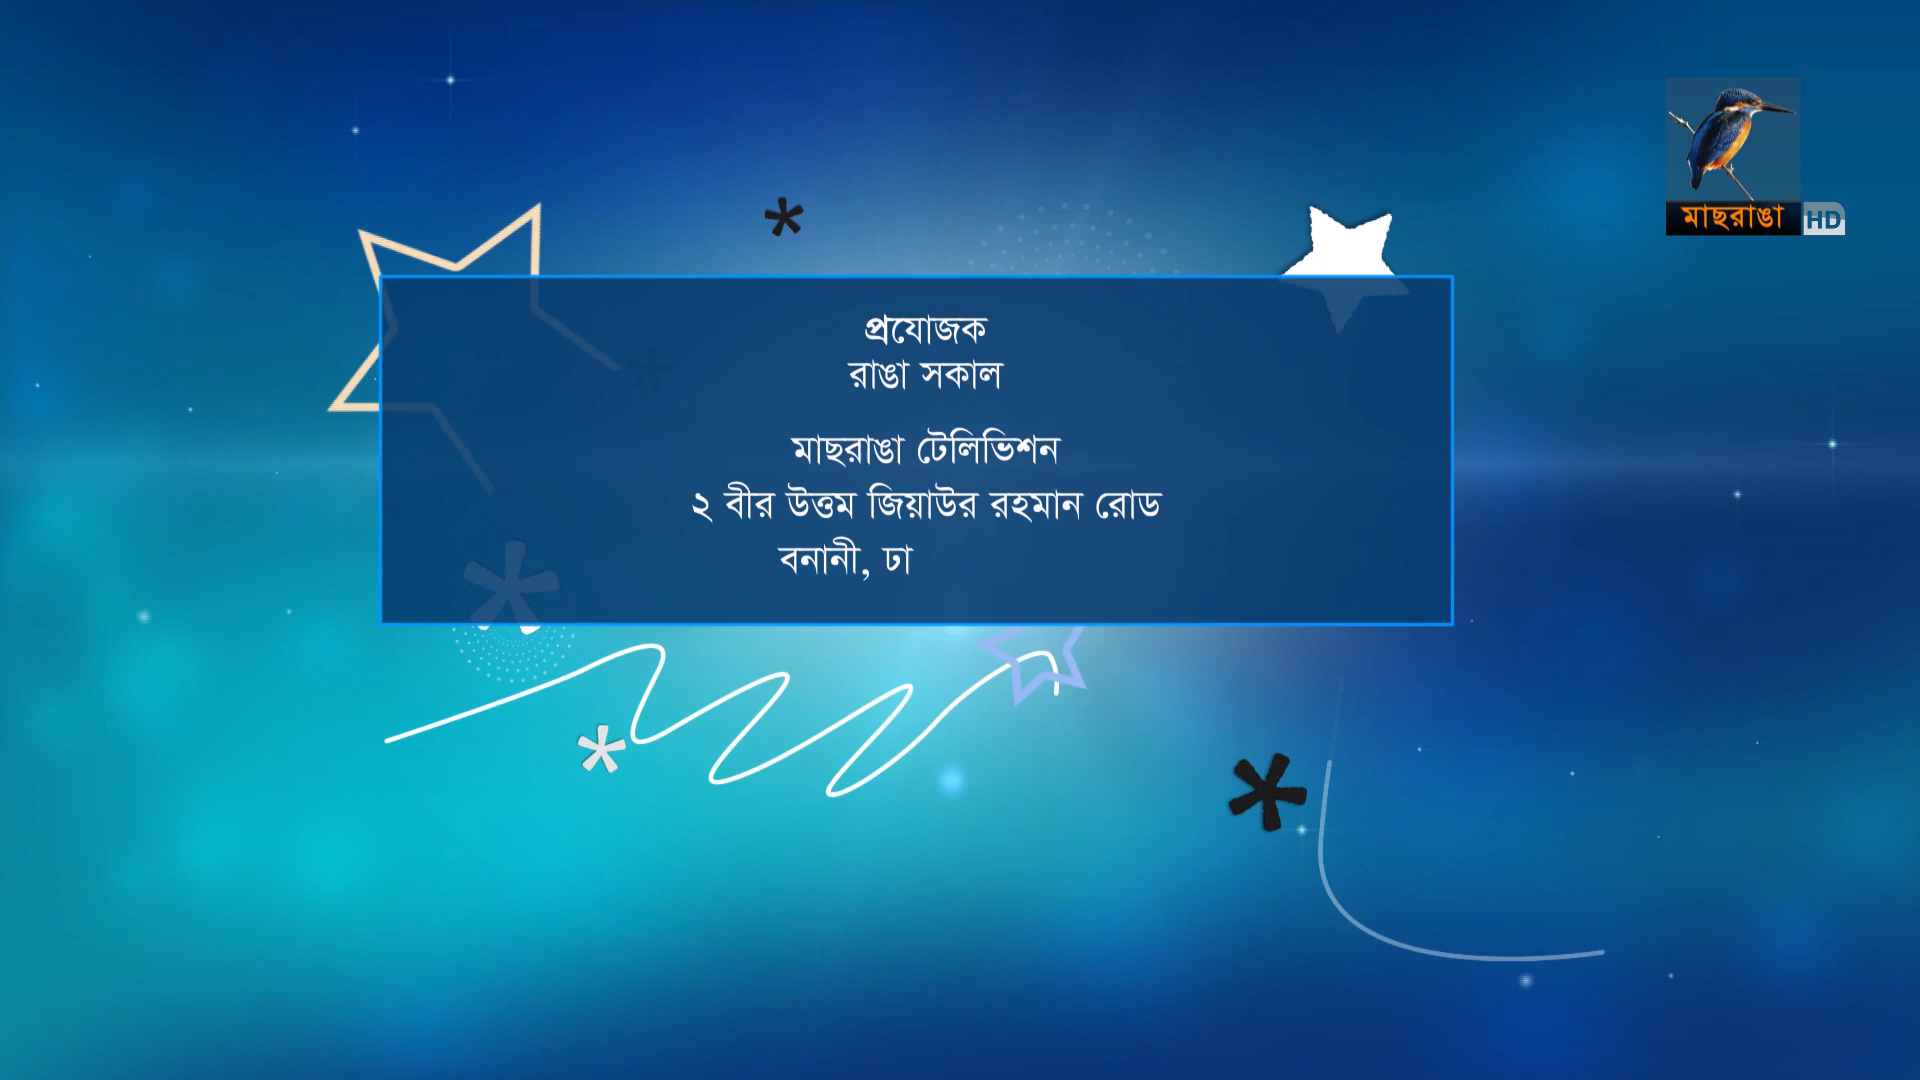 মাছরাঙা HD
প্রযোজক
রাঙা সকাল
মাছরাঙা টেলিভিশন
২ বীর উত্তম জিয়াউর রহমান রোড
বনানী, ঢা